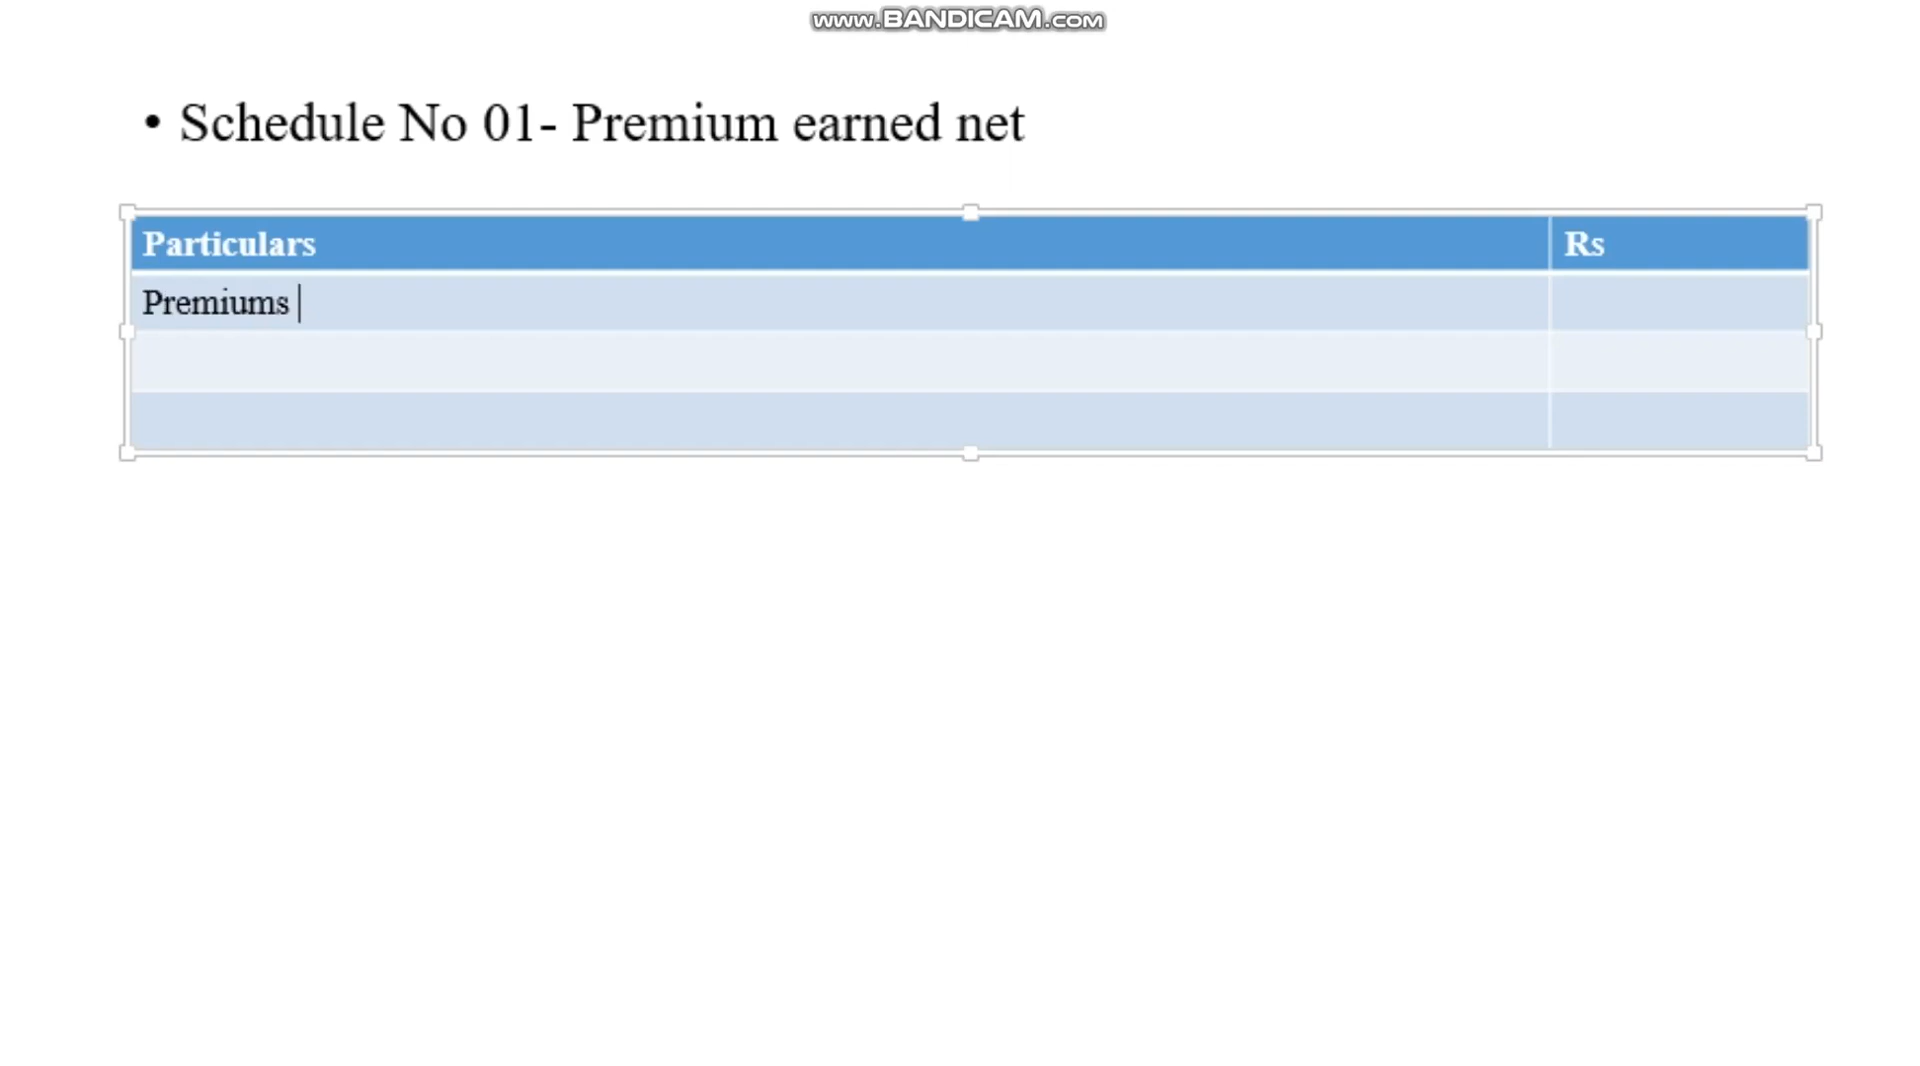 www.BANDICAM.com
• Schedule No 01- Premium earned net
Particulars Rs
Premiums